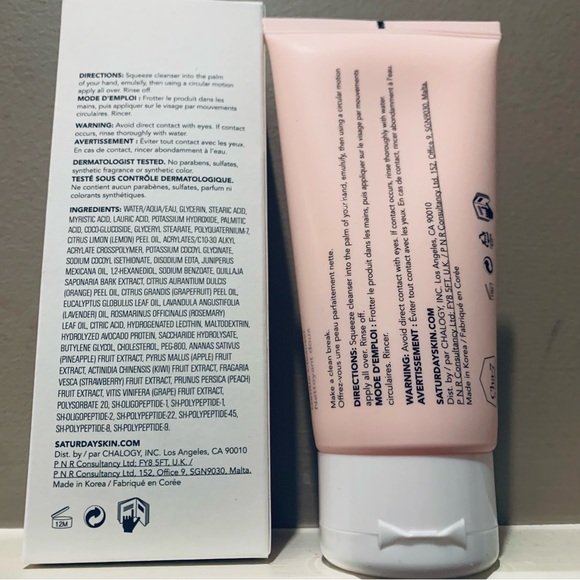 DIRECTIONS: Squeeze cleanser into the palm
of your hand, emulsify, then using a circular motion
apply all over. Rinse off.
MODE D'EMPLOI : Frotter le produit dans les
mains, puis appliquer sur le visage par mouvements
circulaires. Rincer.
WARNING: Avoid direct contact with eyes. If contact
occurs, rinse thoroughly with water.
AVERTISSEMENT : Éviter tout contact avec les yeux.
En cas de contact, rincer abondamment à l'eau.
DERMATOLOGIST TESTED. No parabens, sulfates,
synthetic fragrance or synthetic color.
TESTÉ SOUS CONTRÔLE DERMATOLOGIQUE.
Ne contient aucun parabènes, sulfates, parfum ni
colorants synthétiques.
INGREDIENTS: WATER/AQUA/EAU, GLYCERIN, STEARIC ACID,
MYRISTIC ACID, LAURIC ACID, POTASSIUM HYDROXIDE, PALMITIC
ACID, COCO-GLUCOSIDE, GLYCERYL STEARATE, POLYQUATERNIUM-7,
CITRUS LIMON (LEMON) PEEL OIL, ACRYLATES/C10-30 ALKYL
ACRYLATE CROSSPOLYMER, POTASSIUM COCOYL GLYCINATE,
SODIUM COCOYL ISETHIONATE, DISODIUM EDTA, JUNIPERUS
MEXICANA OIL, 1,2-HEXANEDIOL, SODIUM BENZOATE, QUILLAJA
SAPONARIA BARK EXTRACT, CITRUS AURANTIUM DULCIS
(ORANGE) PEEL OIL, CITRUS GRANDIS (GRAPEFRUIT) PEEL OIL,
EUCALYPTUS GLOBULUS LEAF OIL, LAVANDULA ANGUSTIFOLIA
(LAVENDER) OIL, ROSMARINUS OFFICINALIS (ROSEMARY)
LEAF OIL, CITRIC ACID, HYDROGENATED LECITHIN, MALTODEXTRIN,
HYDROLYZED AVOCADO PROTEIN, SACCHARIDE HYDROLYSATE,
BUTYLENE GLYCOL, CHOLESTEROL, PEG-800, ANANAS SATIVUS
(PINEAPPLE) FRUIT EXTRACT, PYRUS MALUS (APPLE) FRUIT
EXTRACT, ACTINIDIA CHINENSIS (KIWI) FRUIT EXTRACT, FRAGARIA
VESCA (STRAWBERRY) FRUIT EXTRACT, PRUNUS PERSICA (PEACH)
FRUIT EXTRACT, VITIS VINIFERA (GRAPE) FRUIT EXTRACT,
POLYSORBATE 20, SH-OLIGOPEPTIDE-1, SH-POLYPEPTIDE-1,
SH-OLIGOPEPTIDE-2, SH-POLYPEPTIDE-22, SH-POLYPEPTIDE-45,
SH-POLYPEPTIDE-8, SH-POLYPEPTIDE-9.
SATURDAYSKIN.COM
Dist. by / par CHALOGY, INC. Los Angeles, CA 90010
P N R Consultancy Ltd; FY8 5FT, U.K. /
P N R Consultancy Ltd. 152, Office 9, SGN9030, Malta.
Made in Korea / Fabriqué en Corée
12M
Make a clean break.
Offrez-vous une peau parfaitement nette.
DIRECTIONS: Squeeze cleanser into the palm of your hand, emulsify, then using a circular motion
apply all over. Rinse off.
MODE D'EMPLOI : Frotter le produit dans les mains, puis appliquer sur le visage par mouvements
circulaires. Rincer.
WARNING: Avoid direct contact with eyes. If contact occurs, rinse thoroughly with water.
AVERTISSEMENT : Éviter tout contact avec les yeux. En cas de contact, rincer abondamment à l'eau.
SATURDAYSKIN.COM
Dist. by / par CHALOGY, INC. Los Angeles, CA 90010
P N R Consultancy Ltd; FY8 5FT, U.K. / P N R Consultancy Ltd. 152, Office 9, SGN9030, Malta.
Made in Korea / Fabriqué en Corée